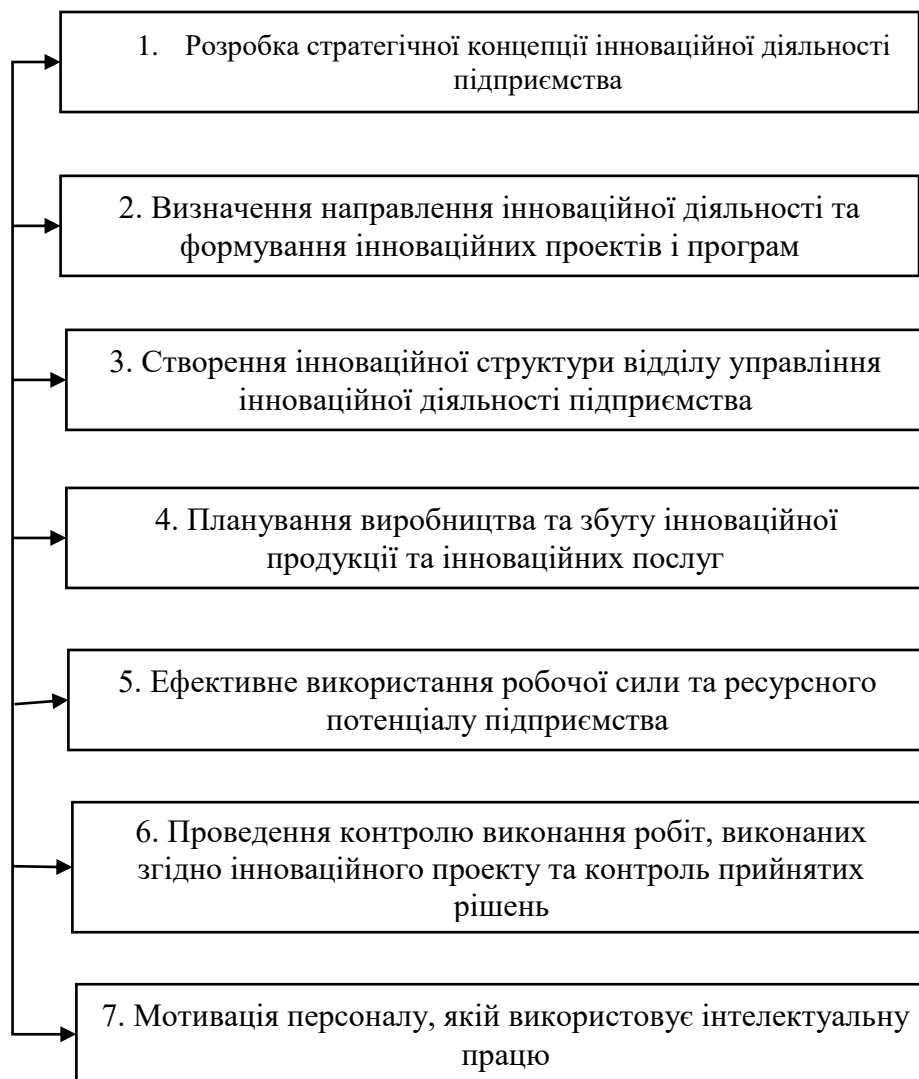 1. Розробка стратегічної концепції інноваційної діяльності
підприємства
2. Визначення направлення інноваційної діяльності та
формування інноваційних проектів і програм
3. Створення інноваційної структури відділу управління
інноваційної діяльності підприємства
4. Планування виробництва та збуту інноваційної
продукції та інноваційних послуг
5. Ефективне використання робочої сили та ресурсного
потенціалу підприємства
6. Проведення контролю виконання робіт, виконаних
згідно інноваційного проекту та контроль прийнятих
рішень
7. Мотивація персоналу, якій використовує інтелектуальну
працю